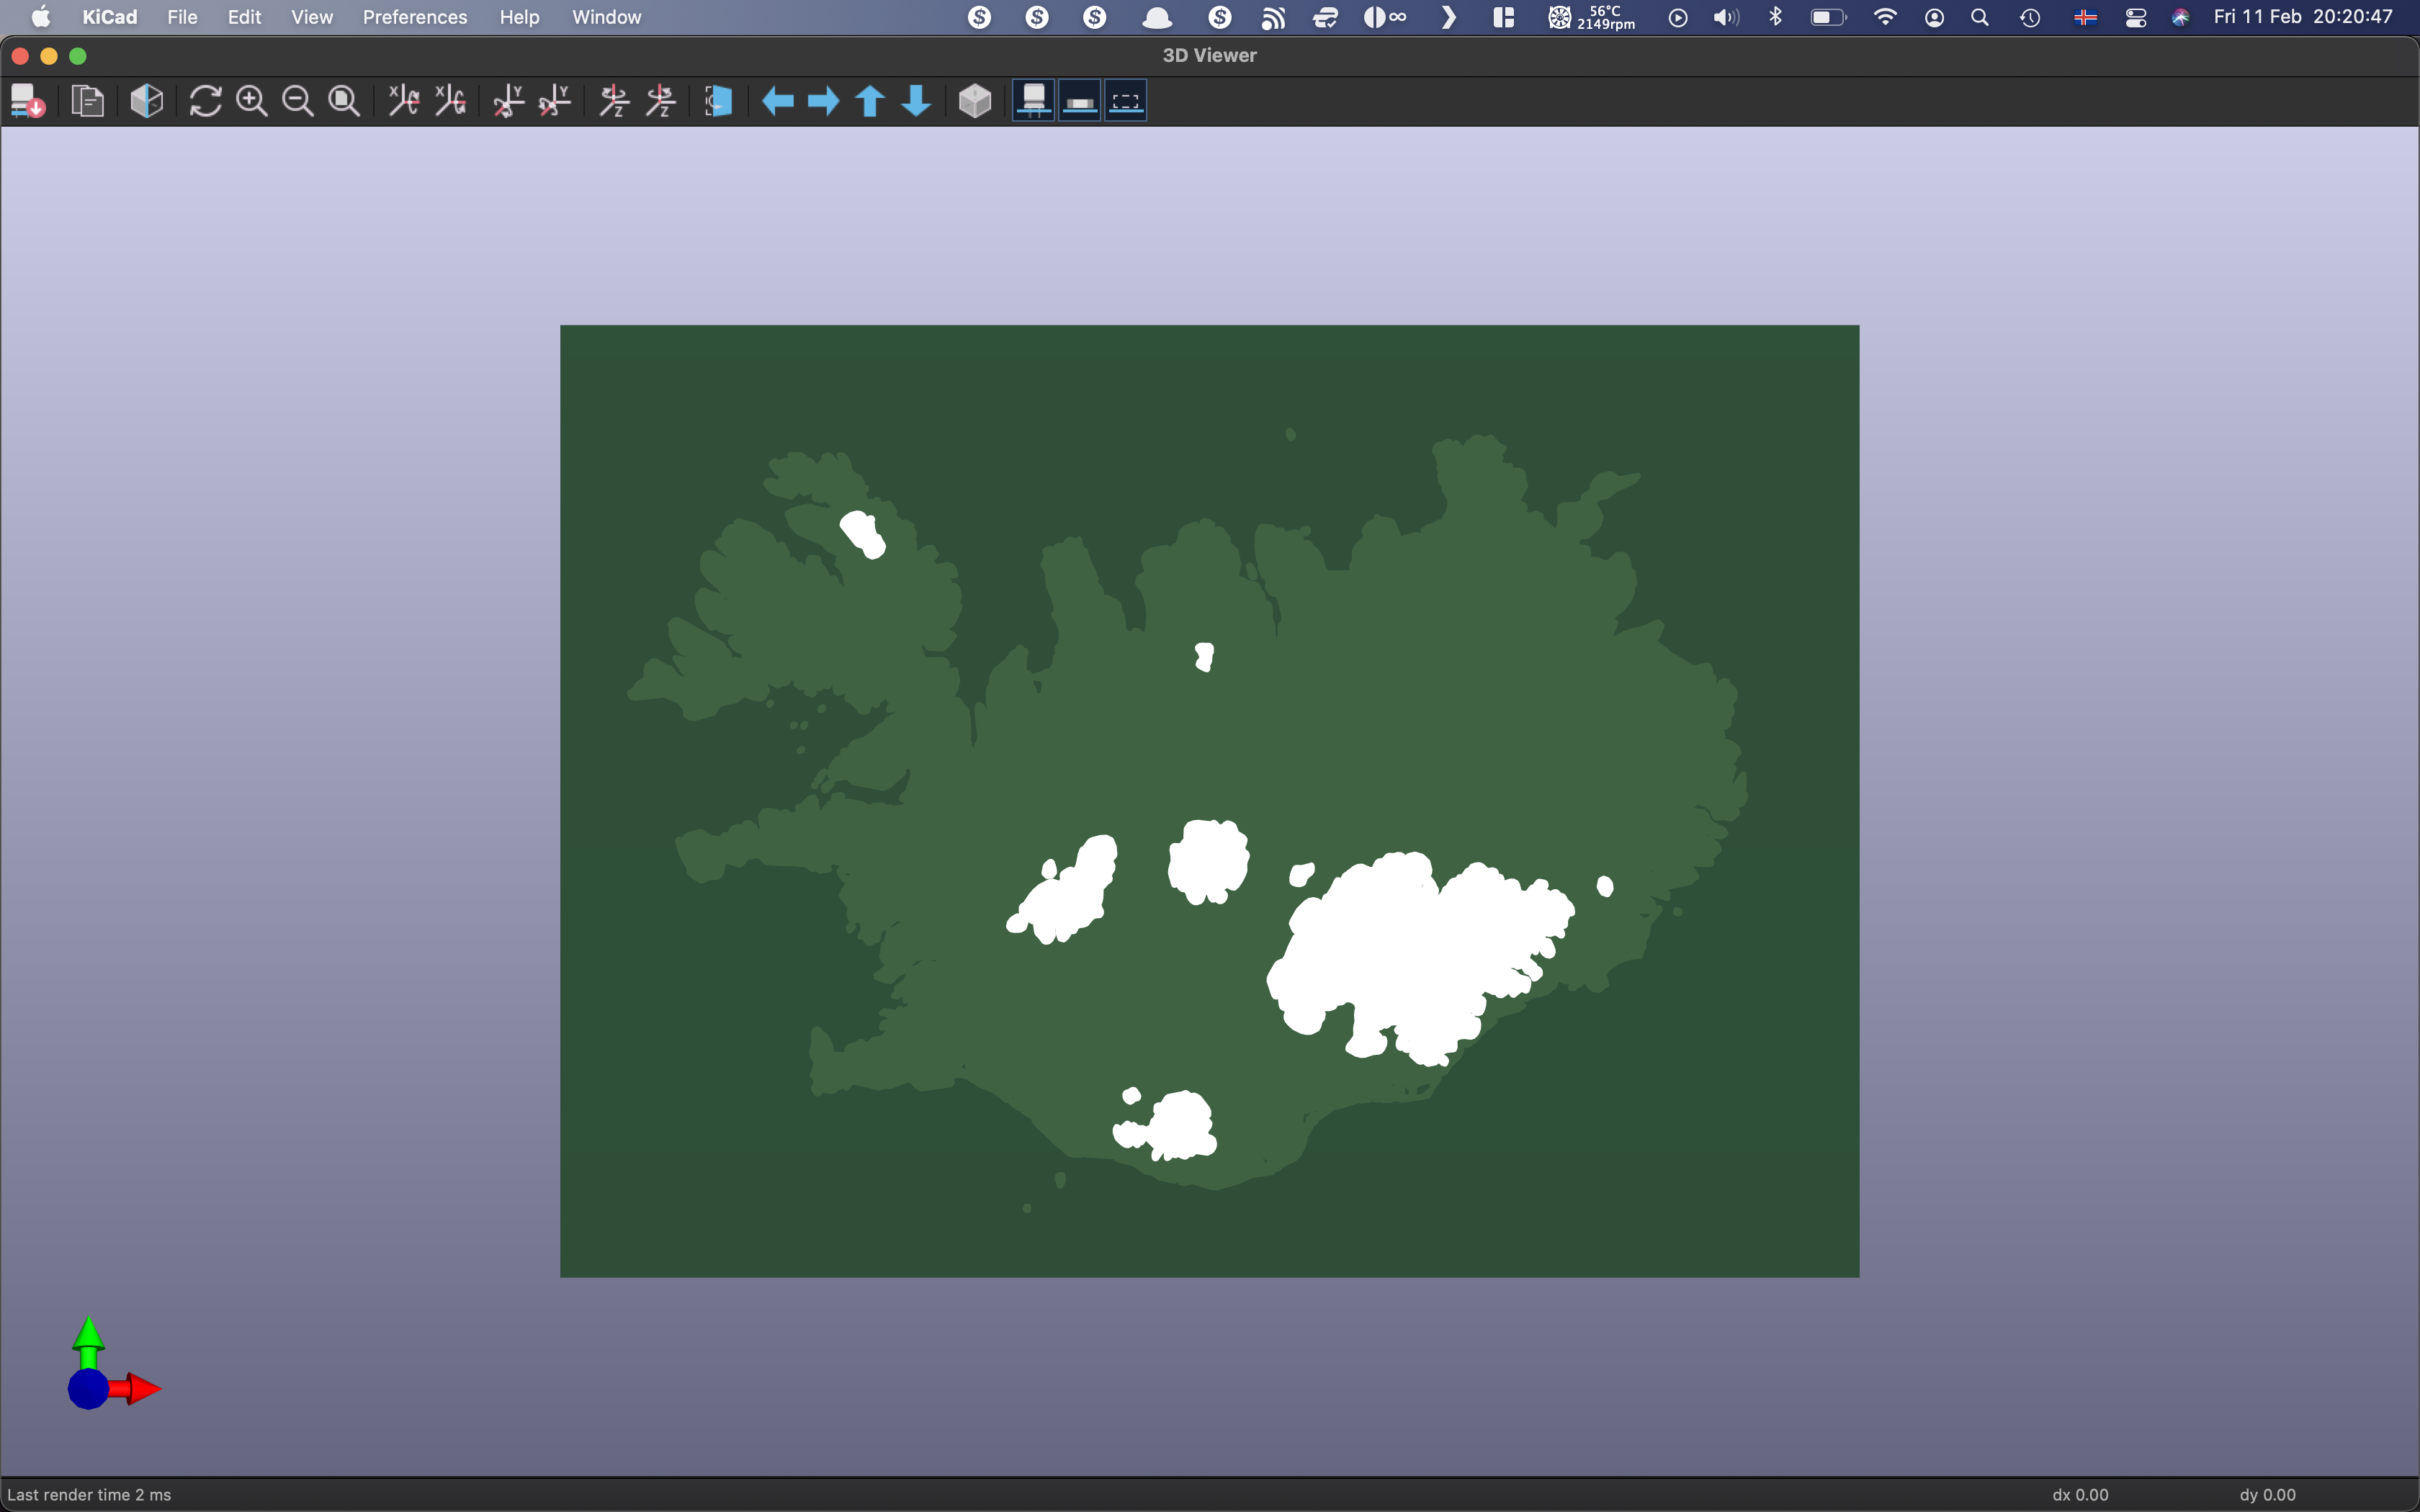 KiCad File Edit View Preferences Help Window 56°C Fri 11 Feb 20:20:47
2149rpm
3D Viewer
X X Y Y Z Z
Last render time 2 ms dx 0.00 dy 0.00